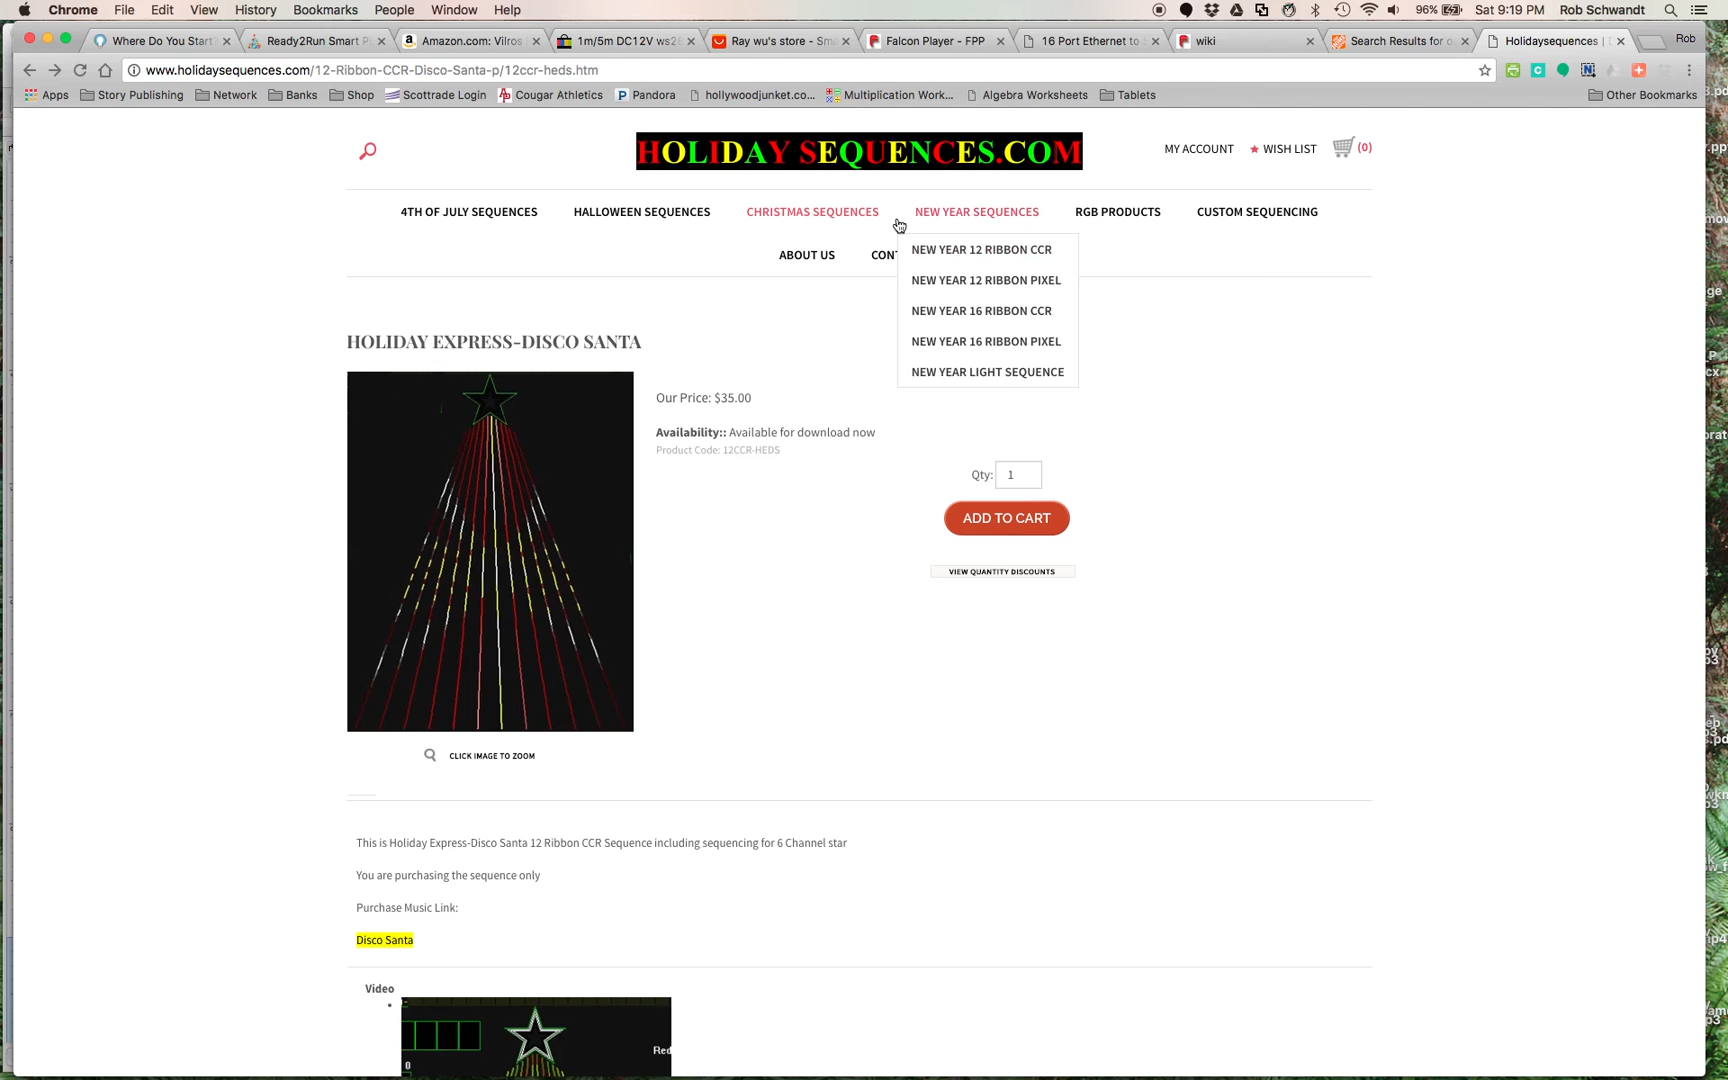 Chrome File Edit View History Bookmarks People Window Help 96% Sat 9:19 PM Rob Schwandt
Where Do You Start? Ready2Run Smart P Amazon.com: Vilros 1m/5m DC12V ws28 Ray wu's store - Sma Falcon Player - FPP 16 Port Ethernet to wiki Search Results for o Holidaysequences | Rob
www.holidaysequences.com/12-Ribbon-CCR-Disco-Santa-p/12ccr-heds.htm
Apps Story Publishing Network Banks Shop Scottrade Login Cougar Athletics Pandora hollywoodjunket.co... Multiplication Work... Algebra Worksheets Tablets Other Bookmarks
HOLIDAY SEQUENCES.COM
MY ACCOUNT WISH LIST (0)
4TH OF JULY SEQUENCES HALLOWEEN SEQUENCES CHRISTMAS SEQUENCES NEW YEAR SEQUENCES RGB PRODUCTS CUSTOM SEQUENCING
ABOUT US CONT
NEW YEAR 12 RIBBON CCR
NEW YEAR 12 RIBBON PIXEL
NEW YEAR 16 RIBBON CCR
NEW YEAR 16 RIBBON PIXEL
NEW YEAR LIGHT SEQUENCE
HOLIDAY EXPRESS-DISCO SANTA
Our Price: $35.00
Availability:: Available for download now
Product Code: 12CCR-HEDS
Qty: 1
ADD TO CART
VIEW QUANTITY DISCOUNTS
CLICK IMAGE TO ZOOM
This is Holiday Express-Disco Santa 12 Ribbon CCR Sequence including sequencing for 6 Channel star
You are purchasing the sequence only
Purchase Music Link:
Disco Santa
Video
Red
0